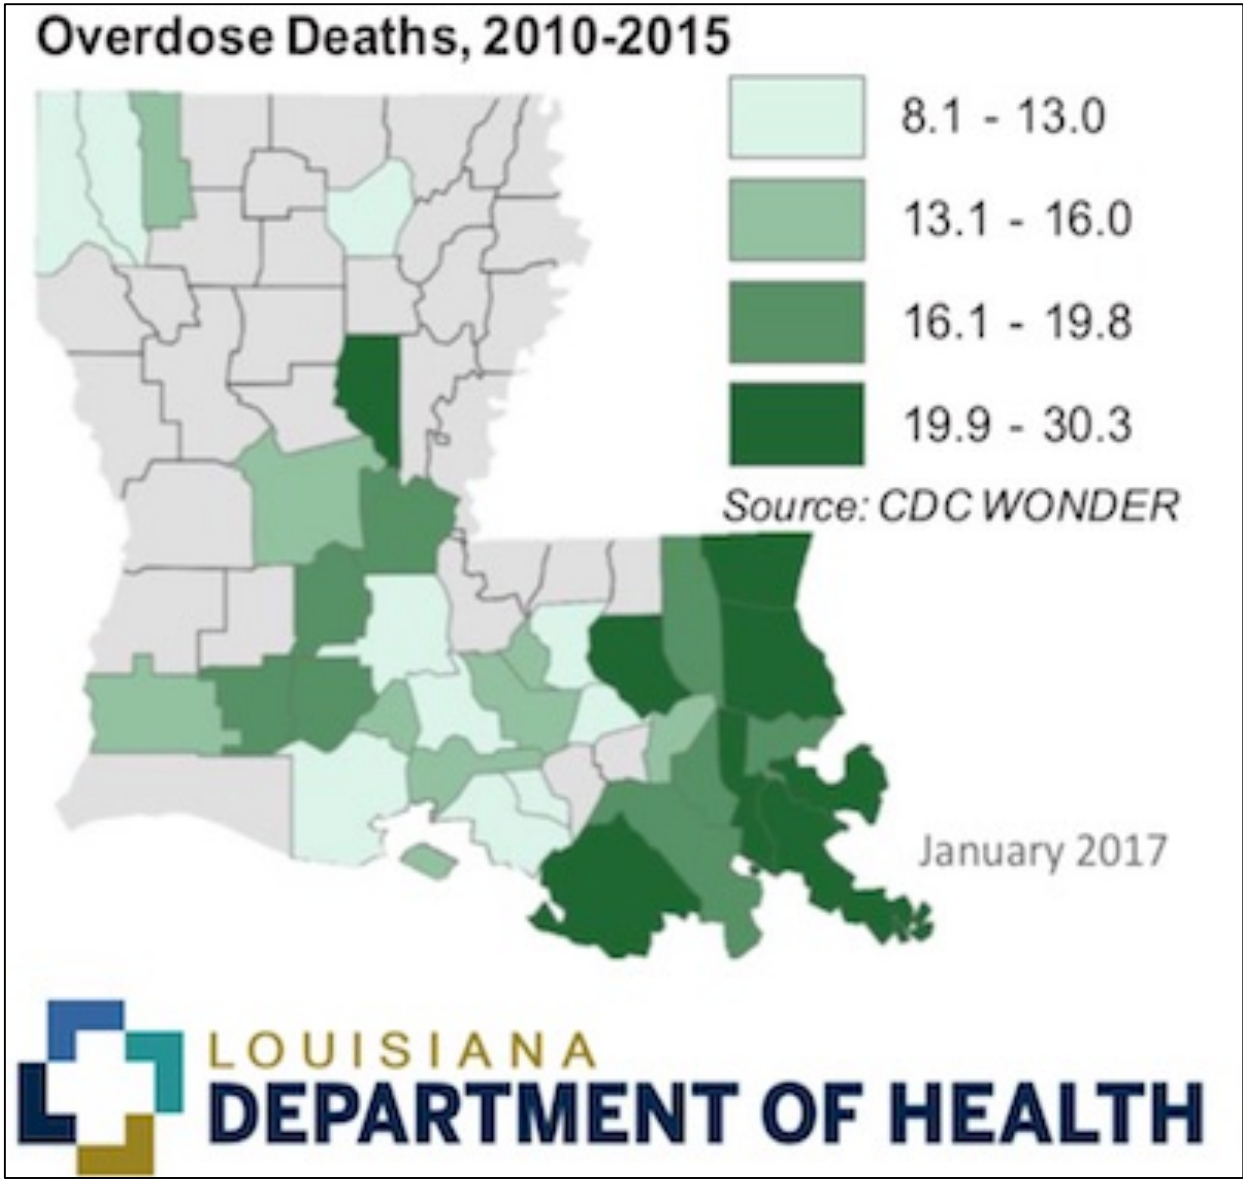 Overdose Deaths, 2010-2015
8.1 - 13.0
13.1 - 16.0
16.1 - 19.8
19.9 - 30.3
Source: CDC WONDER
January 2017
LOUISIANA
DEPARTMENT OF HEALTH